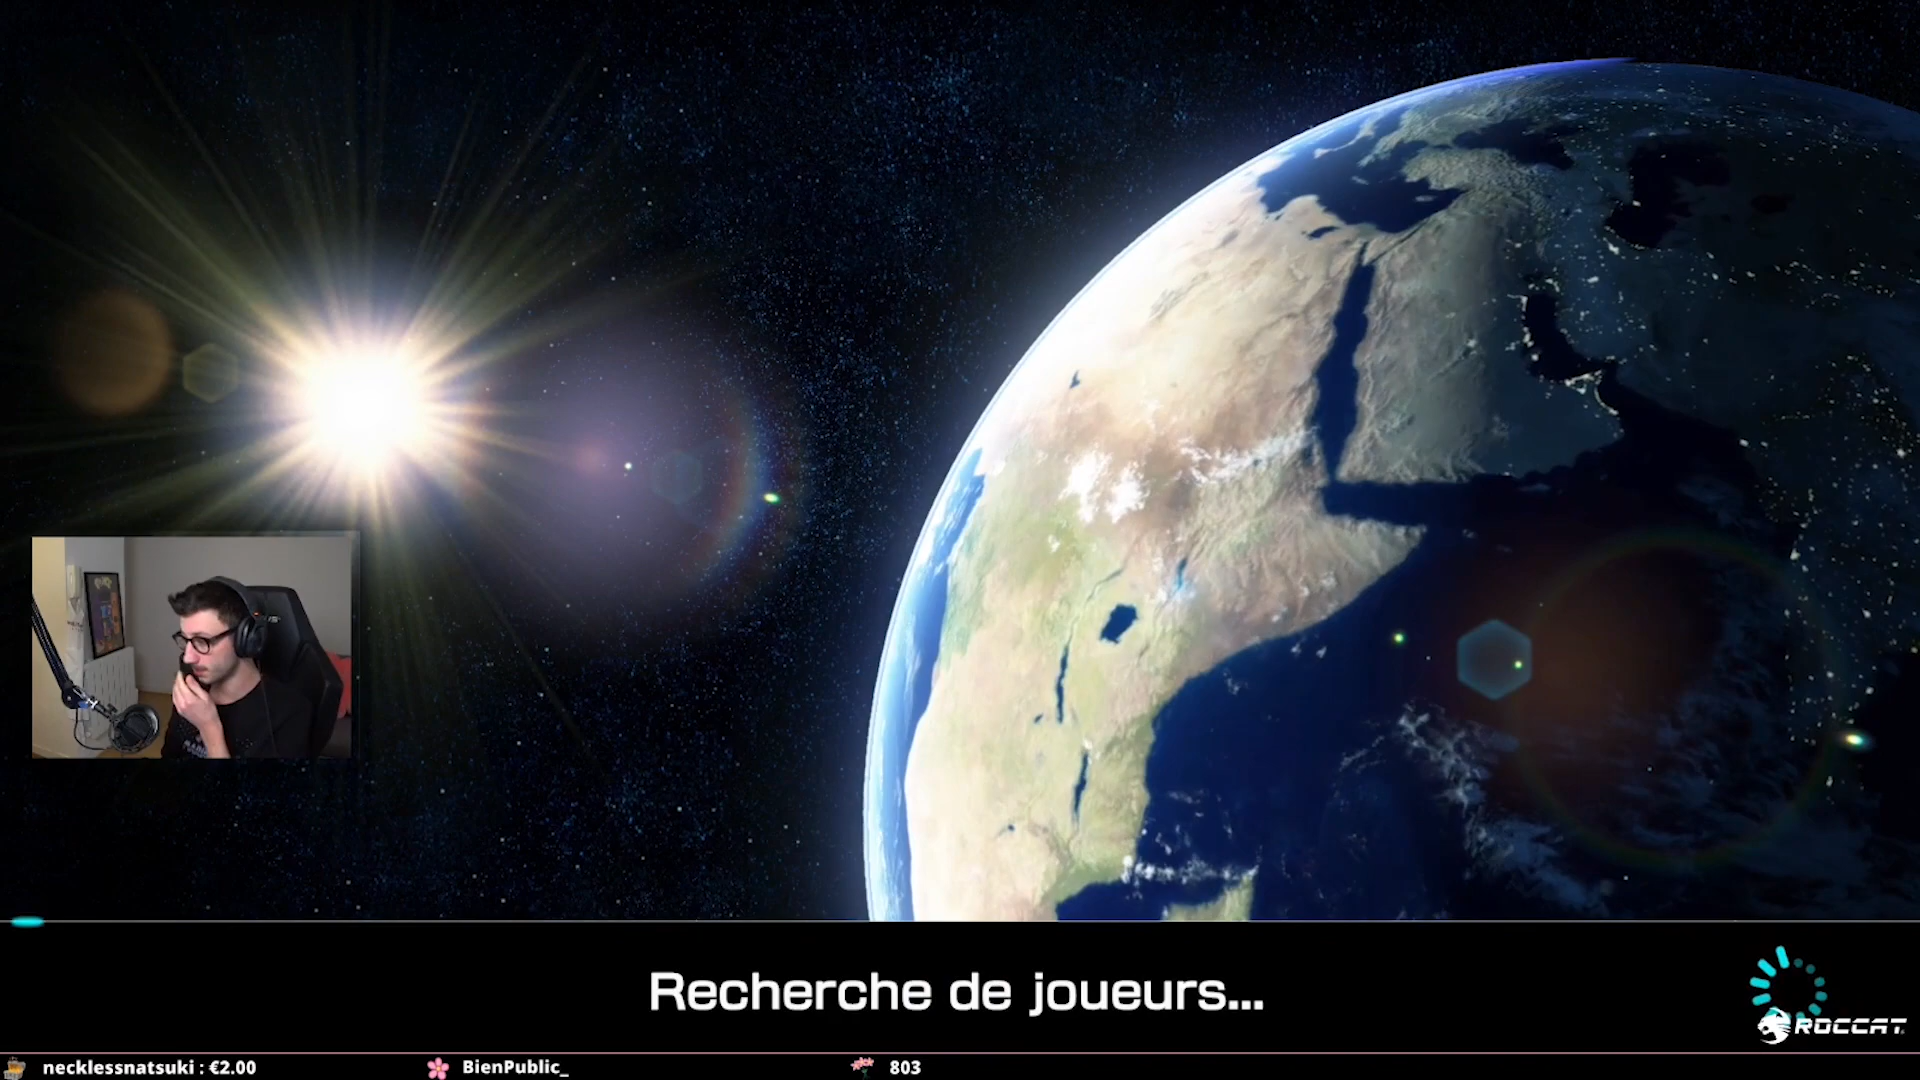 Recherche de joueurs...
ROCCAT
necklessnatsuki : €2.00
BienPublic_
803